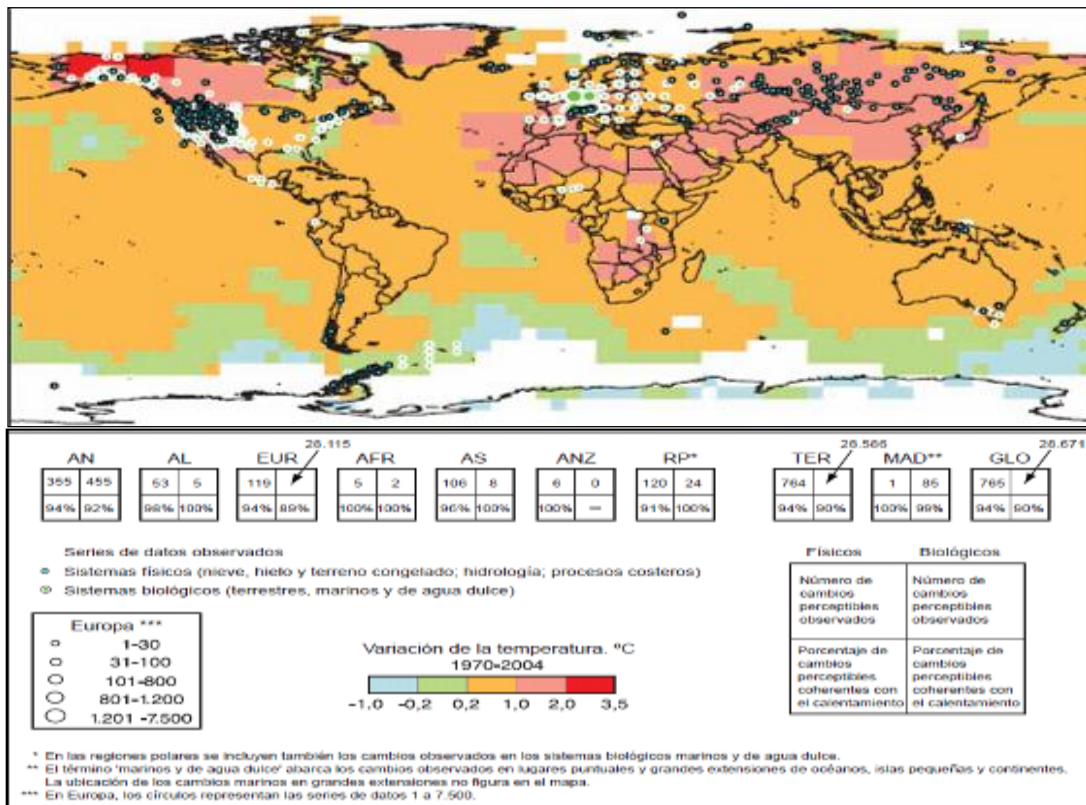 28.115
28.566
28.671
AN AL EUR AFR AS ANZ RP* TER MAD** GLO
355 455 53 5 119 5 2 106 8 6 0 120 24 764 1 85 765
94% 92% 98% 100% 94% 89% 100% 100% 96% 100% 100% – 91% 100% 94% 90% 100% 99% 94% 90%
Series de datos observados
Sistemas físicos (nieve, hielo y terreno congelado; hidrología; procesos costeros)
Sistemas biológicos (terrestres, marinos y de agua dulce)
Europa ***
1-30
31-100
101-800
801-1.200
1.201 -7.500
Variación de la temperatura. ºC
1970-2004
-1,0 -0,2 0,2 1,0 2,0 3,5
Físicos Biológicos
Número de Número de
cambios cambios
perceptibles perceptibles
observados observados
Porcentaje de Porcentaje de
cambios cambios
perceptibles perceptibles
coherentes con coherentes con
el calentamiento el calentamiento
* En las regiones polares se incluyen también los cambios observados en los sistemas biológicos marinos y de agua dulce.
** El término 'marinos y de agua dulce' abarca los cambios observados en lugares puntuales y grandes extensiones de océanos, islas pequeñas y continentes.
La ubicación de los cambios marinos en grandes extensiones no figura en el mapa.
*** En Europa, los círculos representan las series de datos 1 a 7.500.